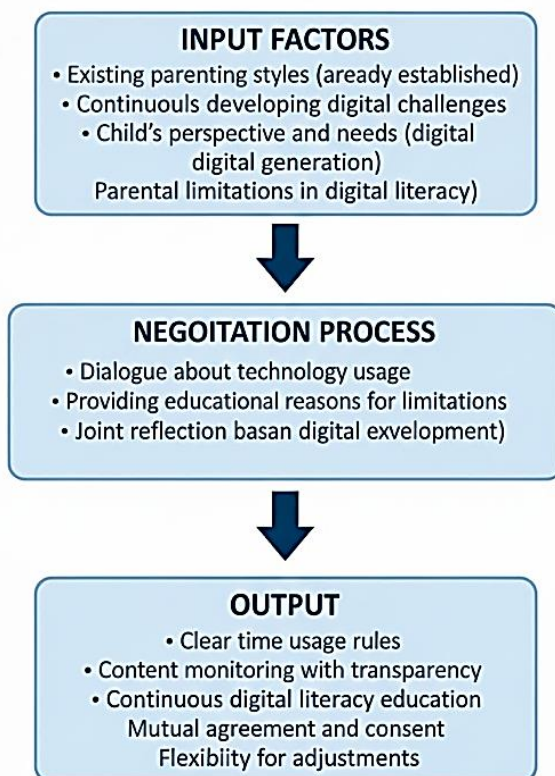 INPUT FACTORS
• Existing parenting styles (aready established)
• Continuouls developing digital challenges
• Child's perspective and needs (digital
digital generation)
Parental limitations in digital literacy)
NEGOITATION PROCESS
• Dialogue about technology usage
• Providing educational reasons for limitations
• Joint reflection basan digital exvelopment)
OUTPUT
• Clear time usage rules
• Content monitoring with transparency
• Continuous digital literacy education
Mutual agreement and consent
Flexibiity for adjustments